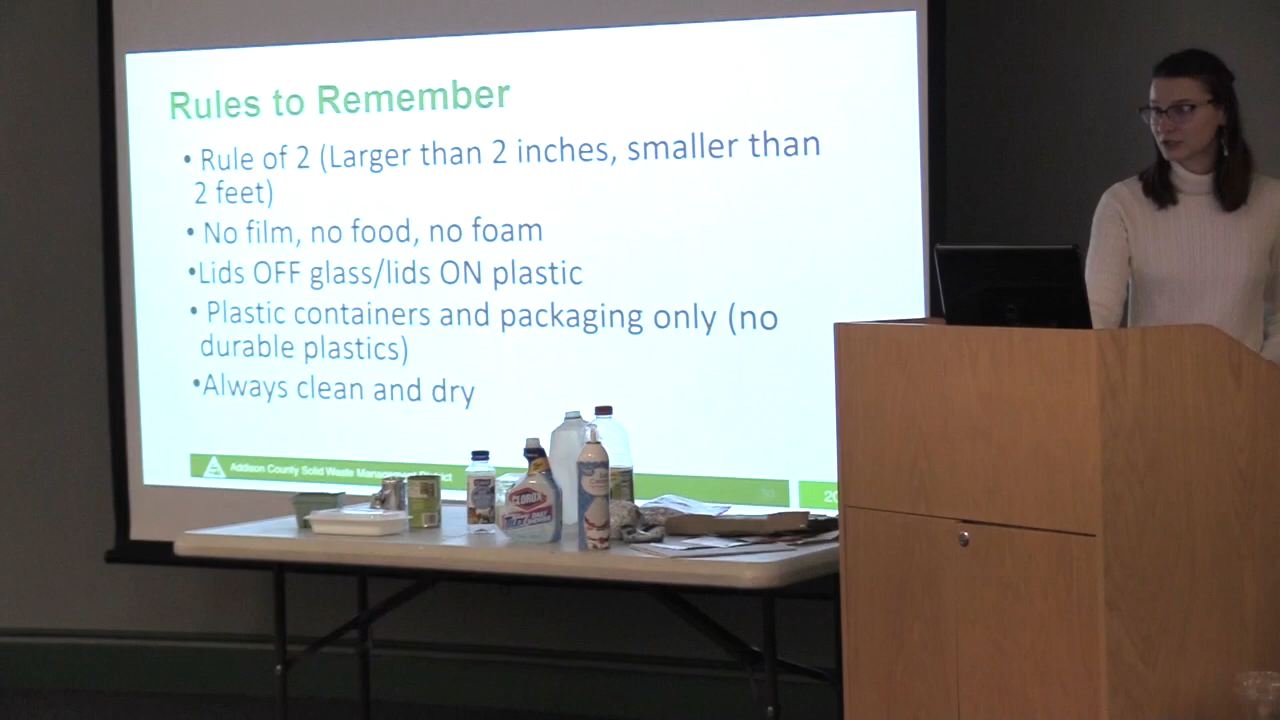 Rules to Remember
• Rule of 2 (Larger than 2 inches, smaller than
2 feet)
• No film, no food, no foam
•Lids OFF glass/lids ON plastic
• Plastic containers and packaging only (no
durable plastics)
•Always clean and dry
Addison County Solid Waste Management District
20
CLOROX
TILEX